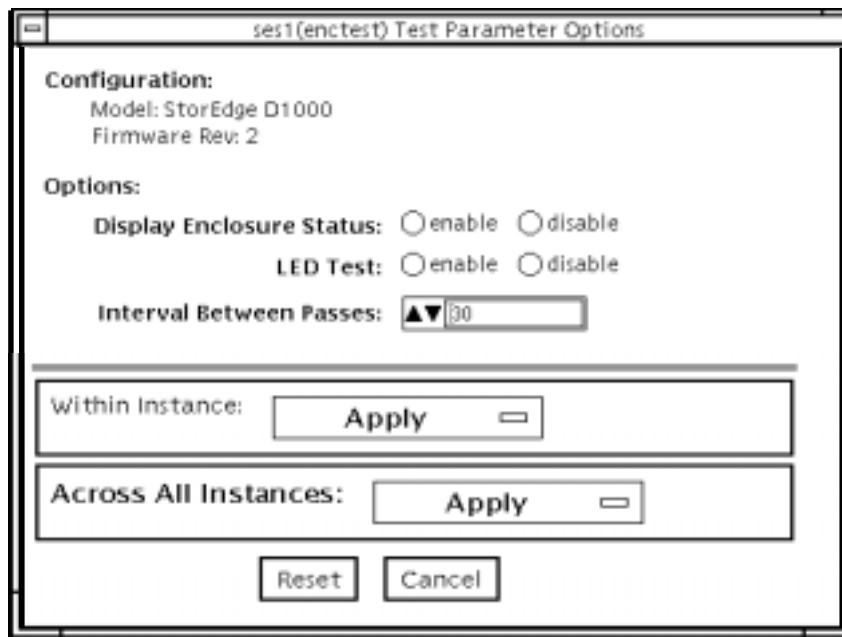 ses1(enctest) Test Parameter Options
Configuration:
Model: StorEdge D1000
Firmware Rev: 2
Options:
Display Enclosure Status: enable disable
LED Test: enable disable
Interval Between Passes: 30
Within Instance: Apply
Across All Instances: Apply
Reset Cancel